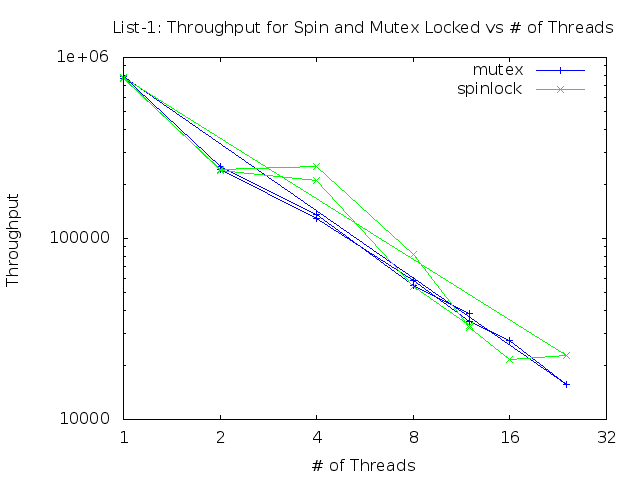 List-1: Throughput for Spin and Mutex Locked vs # of Threads
1e+06
mutex
spinlock
Throughput
100000
10000
1 2 4 8 16 32
# of Threads